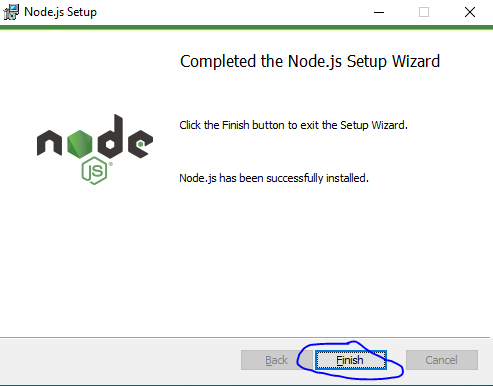 Node.js Setup
Completed the Node.js Setup Wizard
Click the Finish button to exit the Setup Wizard.
node
JS
Node.js has been successfully installed.
Back
Finish
Cancel